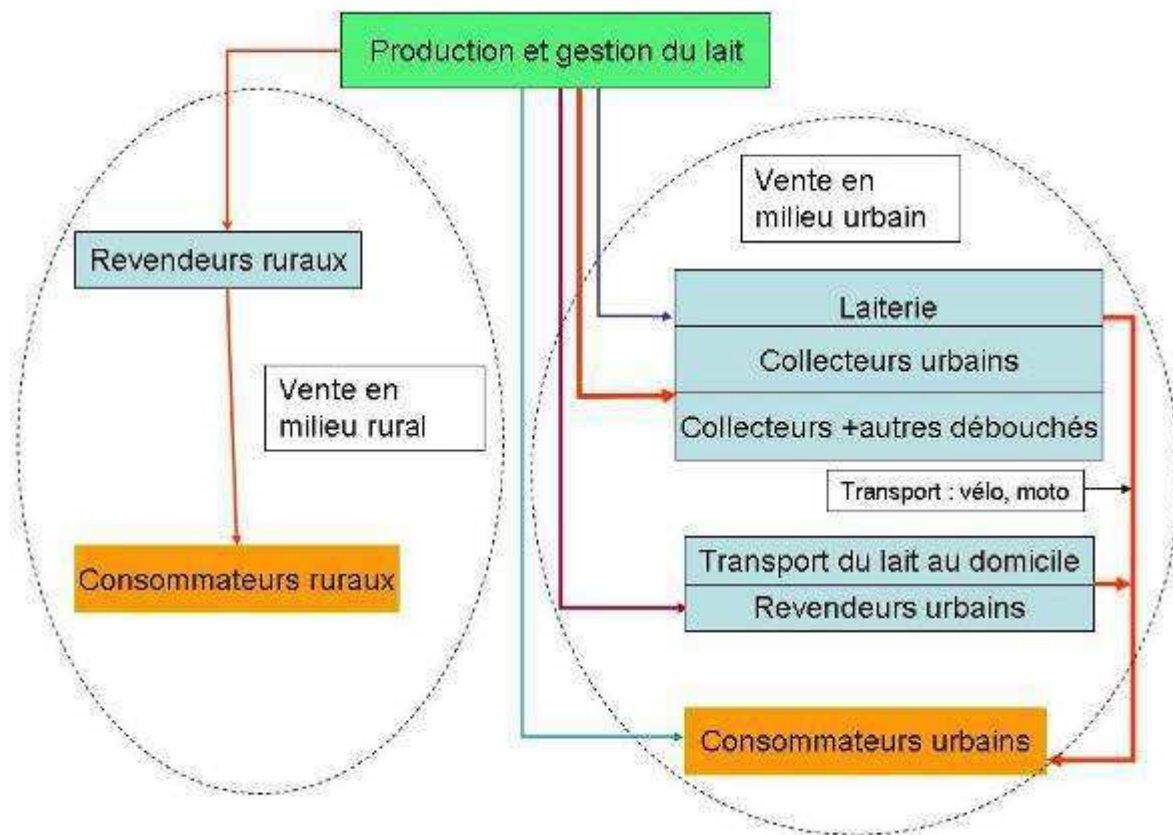 Production et gestion du lait
Vente en
milieu urbain
Revendeurs ruraux
Laiterie
Collecteurs urbains
Vente en
milieu rural
Collecteurs +autres débouchés
Transport : vélo, moto
Transport du lait au domicile
Consommateurs ruraux
Revendeurs urbains
Consommateurs urbains